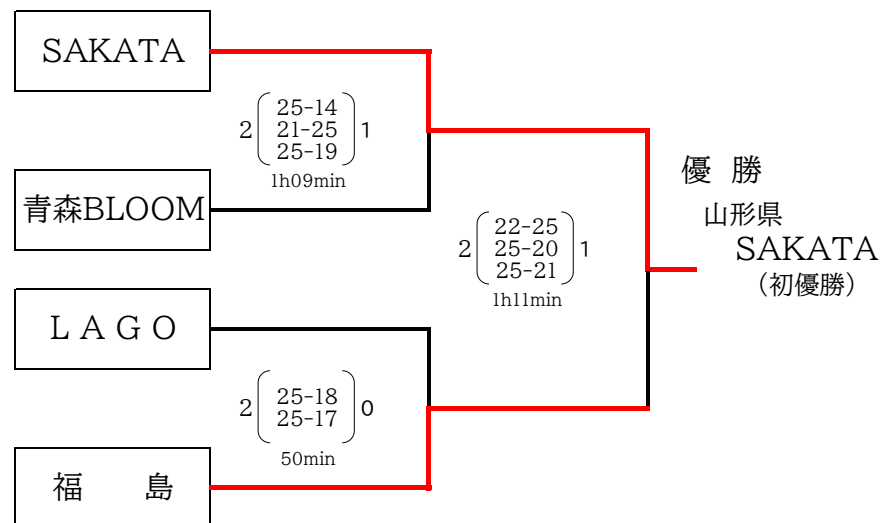 SAKATA
2 25-14 1
21-25
25-19
1h09min
青森BLOOM
優 勝
山形県
SAKATA
(初優勝)
2 22-25 1
25-20
25-21
1h11min
L A G O
2 25-18 0
25-17
50min
福 島